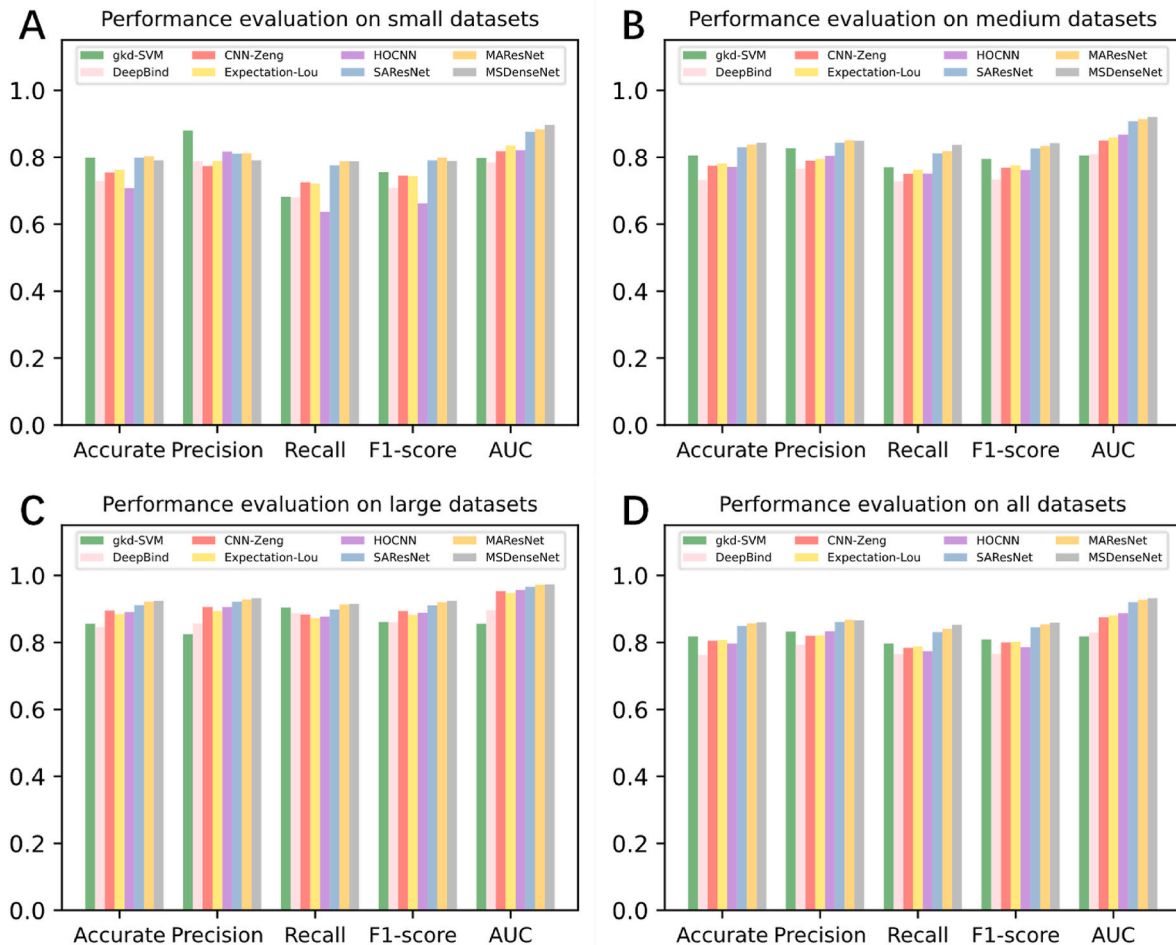 A
Performance evaluation on small datasets
gkd-SVM CNN-Zeng HOCNN MAResNet
DeepBind Expectation-Lou SAResNet MSDenseNet
1.0
0.8
0.6
0.4
0.2
0.0
Accurate Precision Recall F1-score AUC
B
Performance evaluation on medium datasets
gkd-SVM CNN-Zeng HOCNN MAResNet
DeepBind Expectation-Lou SAResNet MSDenseNet
1.0
0.8
0.6
0.4
0.2
0.0
Accurate Precision Recall F1-score AUC
C
Performance evaluation on large datasets
gkd-SVM CNN-Zeng HOCNN MAResNet
DeepBind Expectation-Lou SAResNet MSDenseNet
1.0
0.8
0.6
0.4
0.2
0.0
Accurate Precision Recall F1-score AUC
D
Performance evaluation on all datasets
gkd-SVM CNN-Zeng HOCNN MAResNet
DeepBind Expectation-Lou SAResNet MSDenseNet
1.0
0.8
0.6
0.4
0.2
0.0
Accurate Precision Recall F1-score AUC